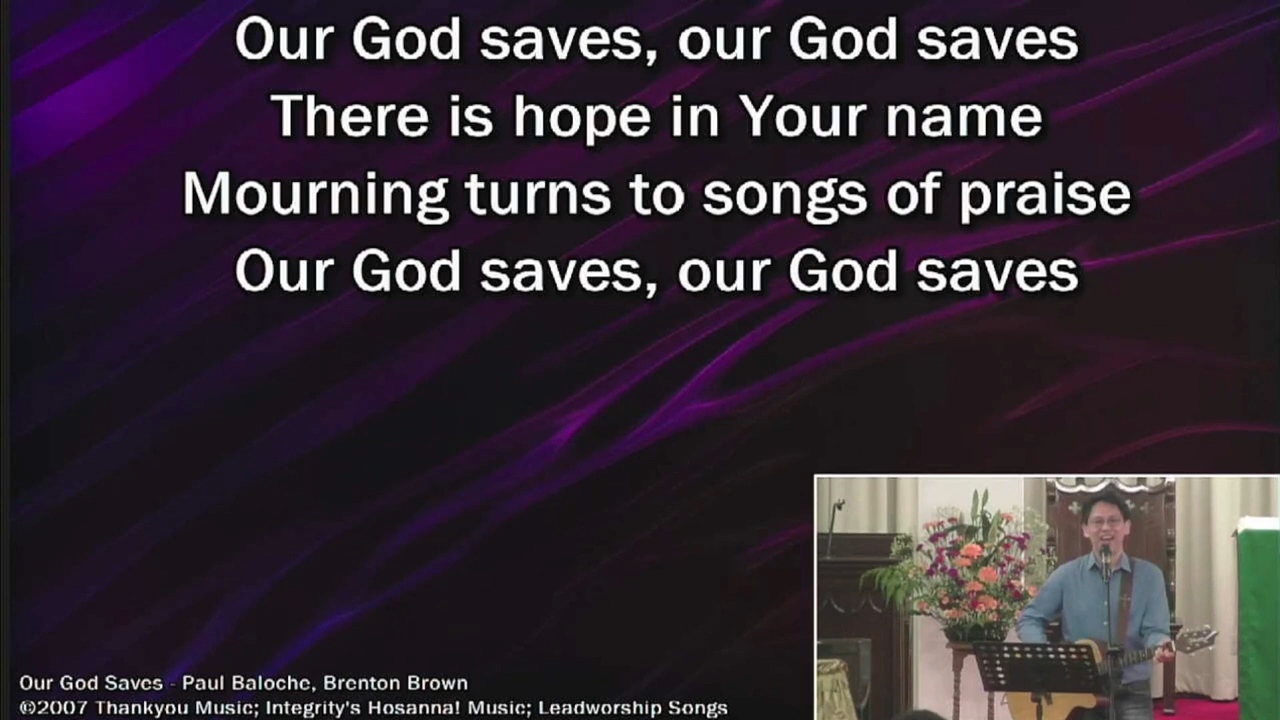 Our God saves, our God saves
There is hope in Your name
Mourning turns to songs of praise
Our God saves, our God saves
Our God Saves - Paul Baloche, Brenton Brown
©2007 Thankyou Music; Integrity's Hosanna! Music; Leadworship Songs